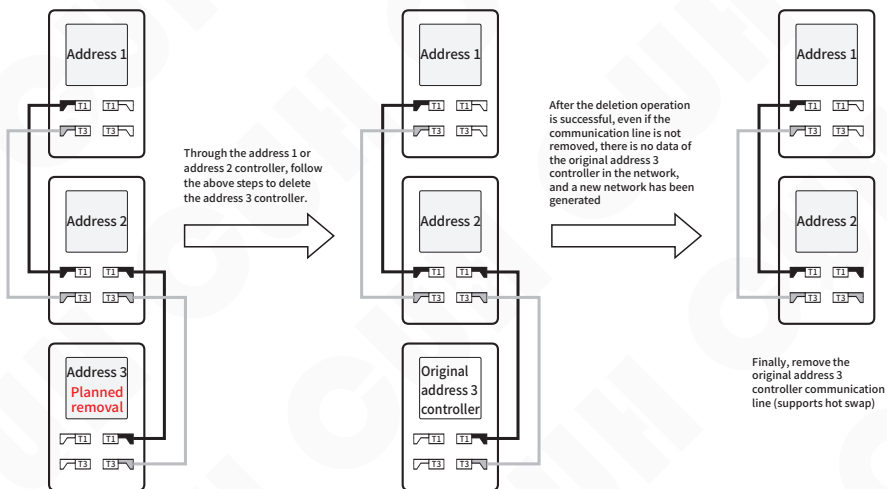 Address 1
T1 T1
T3 T3
Address 2
T1 T1
T3 T3
Address 3
Planned
removal
T1 T1
T3 T3
Through the address 1 or
address 2 controller, follow
the above steps to delete
the address 3 controller.
Address 1
T1 T1
T3 T3
Address 2
T1 T1
T3 T3
Original
address 3
controller
T1 T1
T3 T3
After the deletion operation
is successful, even if the
communication line is not
removed, there is no data of
the original address 3
controller in the network,
and a new network has been
generated
Address 1
T1 T1
T3 T3
Address 2
T1 T1
T3 T3
Finally, remove the
original address 3
controller communication
line (supports hot swap)